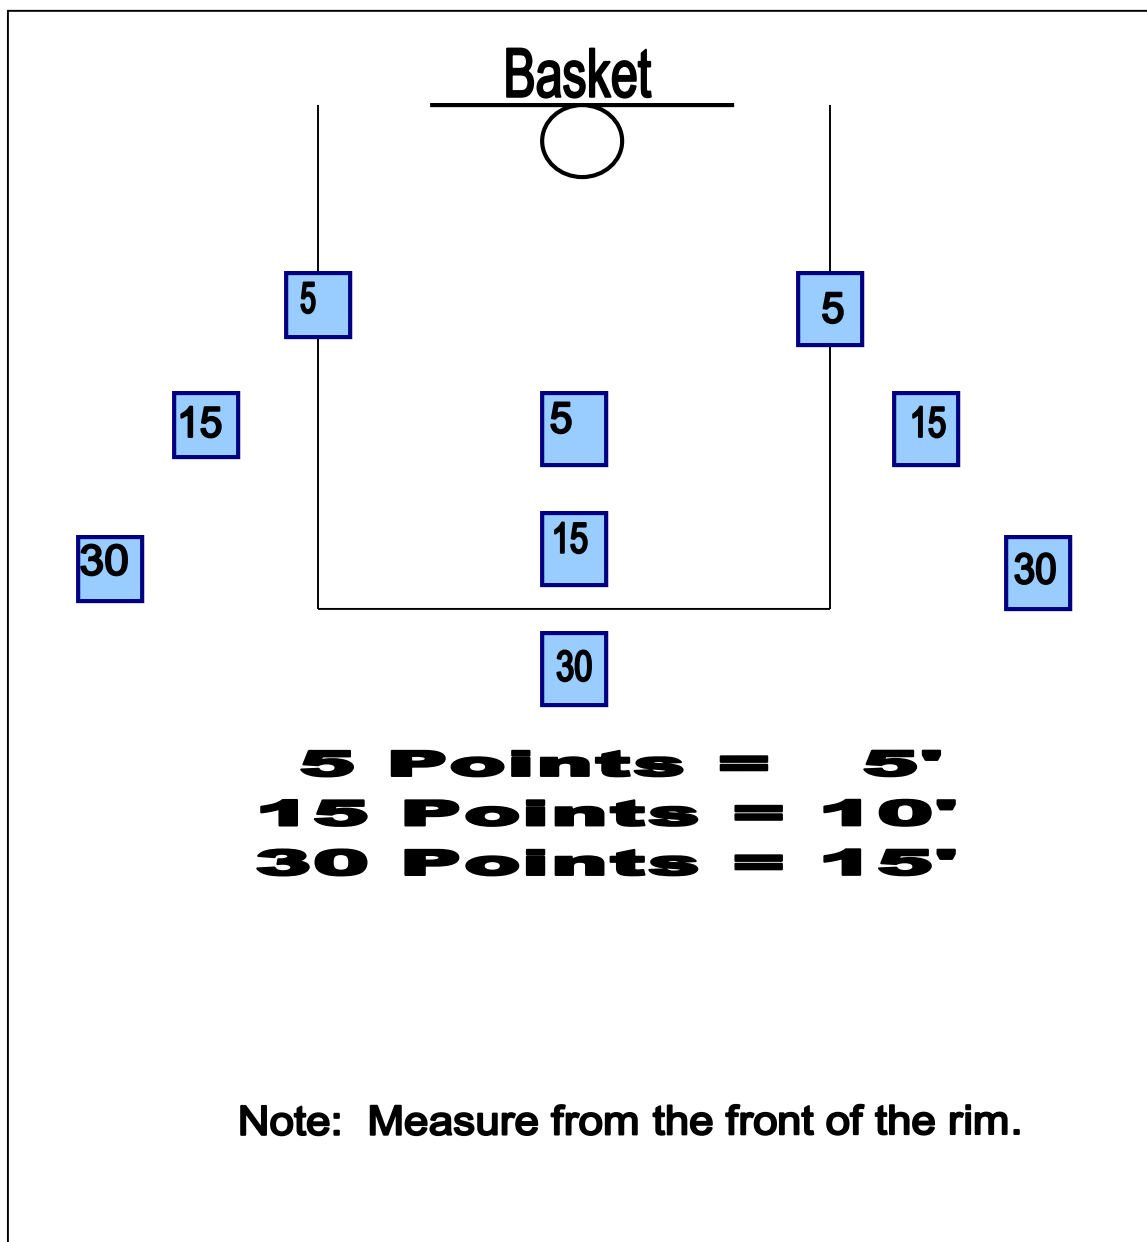 Basket
5
5
15
5
15
15
30
30
30
5 Points = 5'
15 Points = 10'
30 Points = 15'
Note: Measure from the front of the rim.